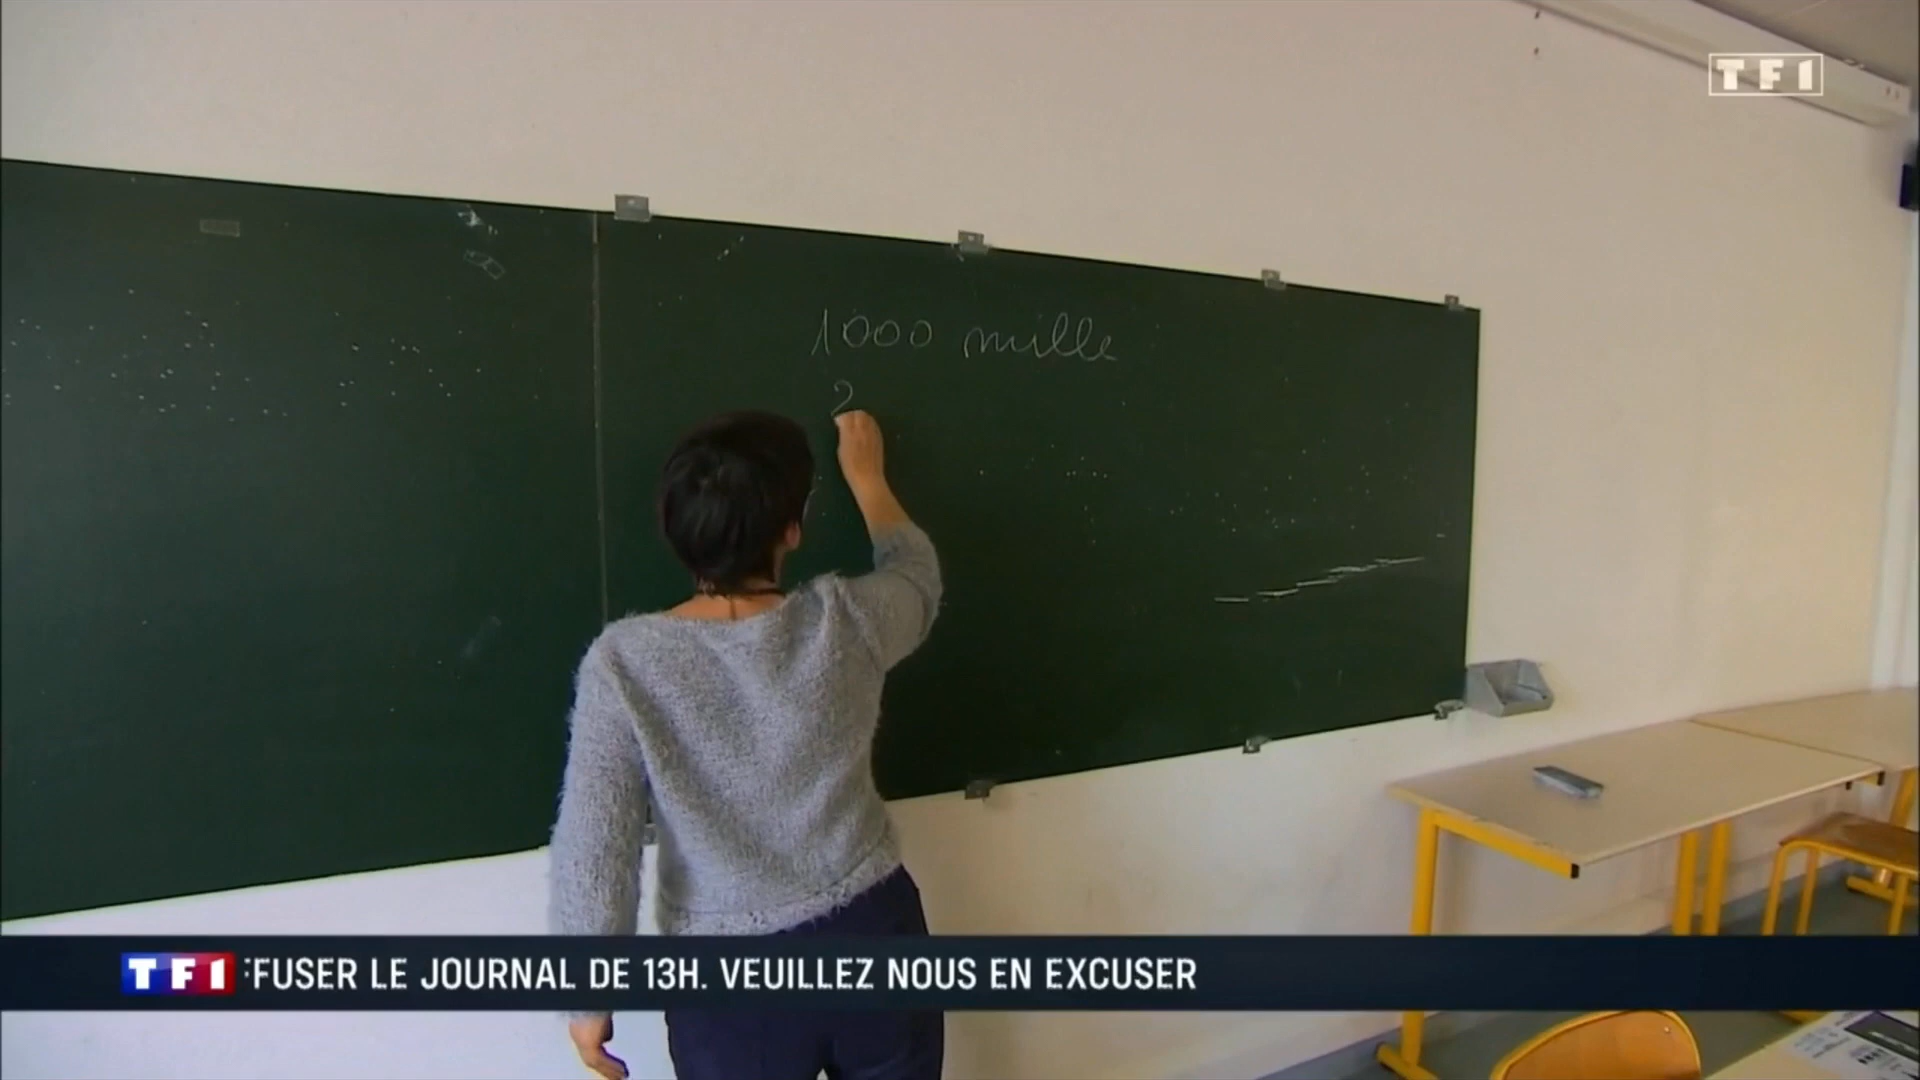 TF1
1000 mille
2
TF1 FUSER LE JOURNAL DE 13H. VEUILLEZ NOUS EN EXCUSER